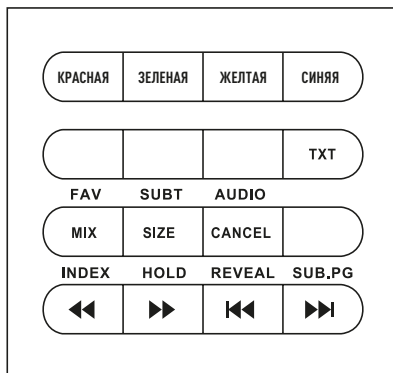 КРАСНАЯ ЗЕЛЕНАЯ ЖЕЛТАЯ СИНЯЯ
TXT
FAV SUBT AUDIO
MIX SIZE CANCEL
INDEX HOLD REVEAL SUB.PG